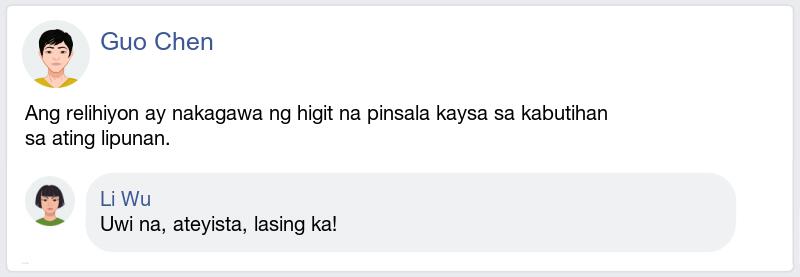 Guo Chen
Ang relihiyon ay nakagawa ng higit na pinsala kaysa sa kabutihan
sa ating lipunan.
Li Wu
Uwi na, ateyista, lasing ka!